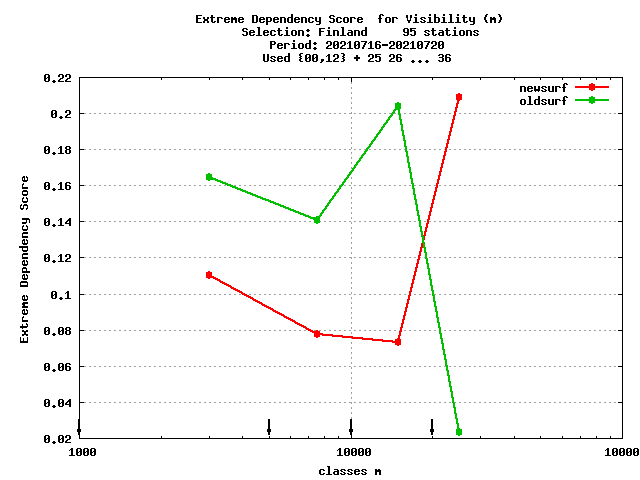 Extreme Dependency Score  for Visibility (m)
Selection: Finland     95 stations
Period: 20210716-20210720
Used {00,12} + 25 26 ... 36
newsurf
oldsurf
0.22
0.2
0.18
0.16
0.14
0.12
0.1
0.08
0.06
0.04
0.02
Extreme Dependency Score
1000
10000
10000
classes m